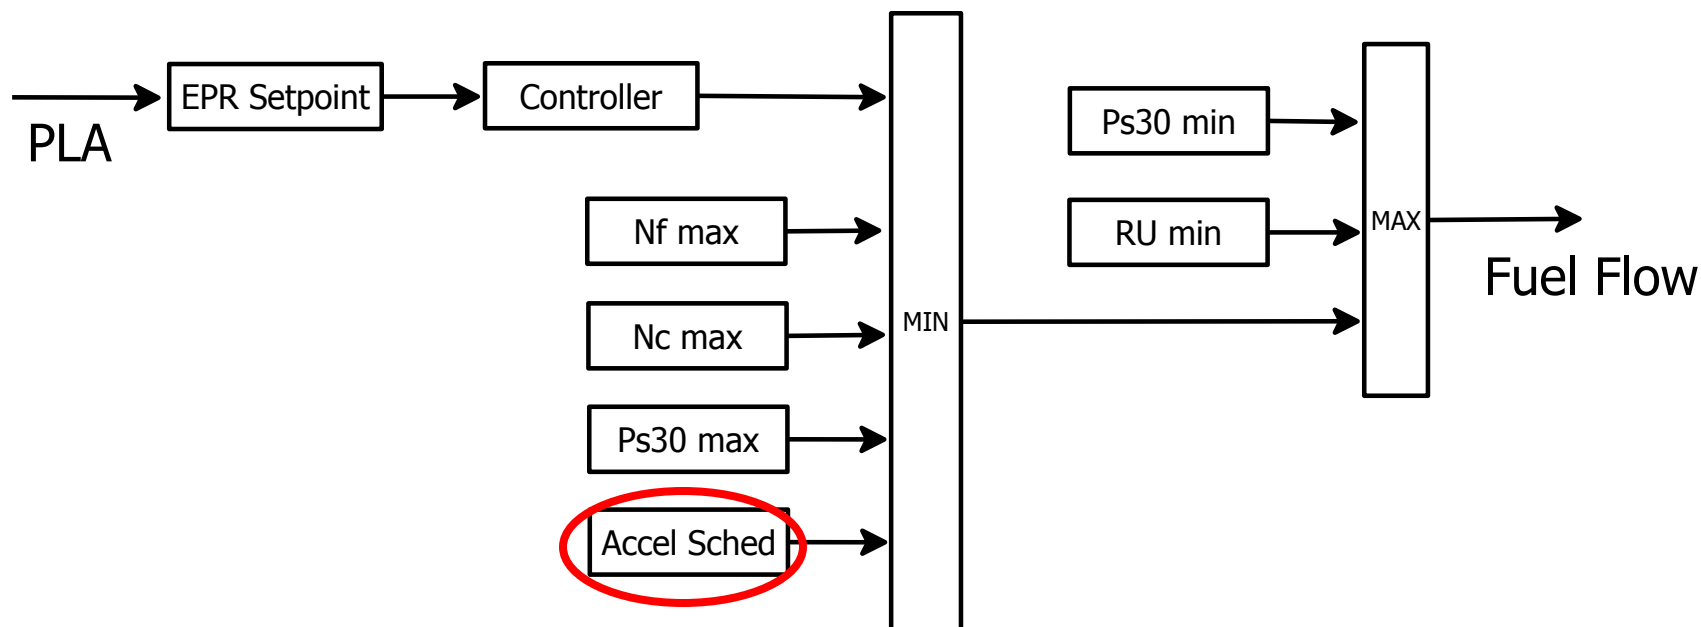 EPR Setpoint
Controller
PLA
Ps30 min
Nf max
RU min
MAX
Fuel Flow
Nc max
MIN
Ps30 max
Accel Sched